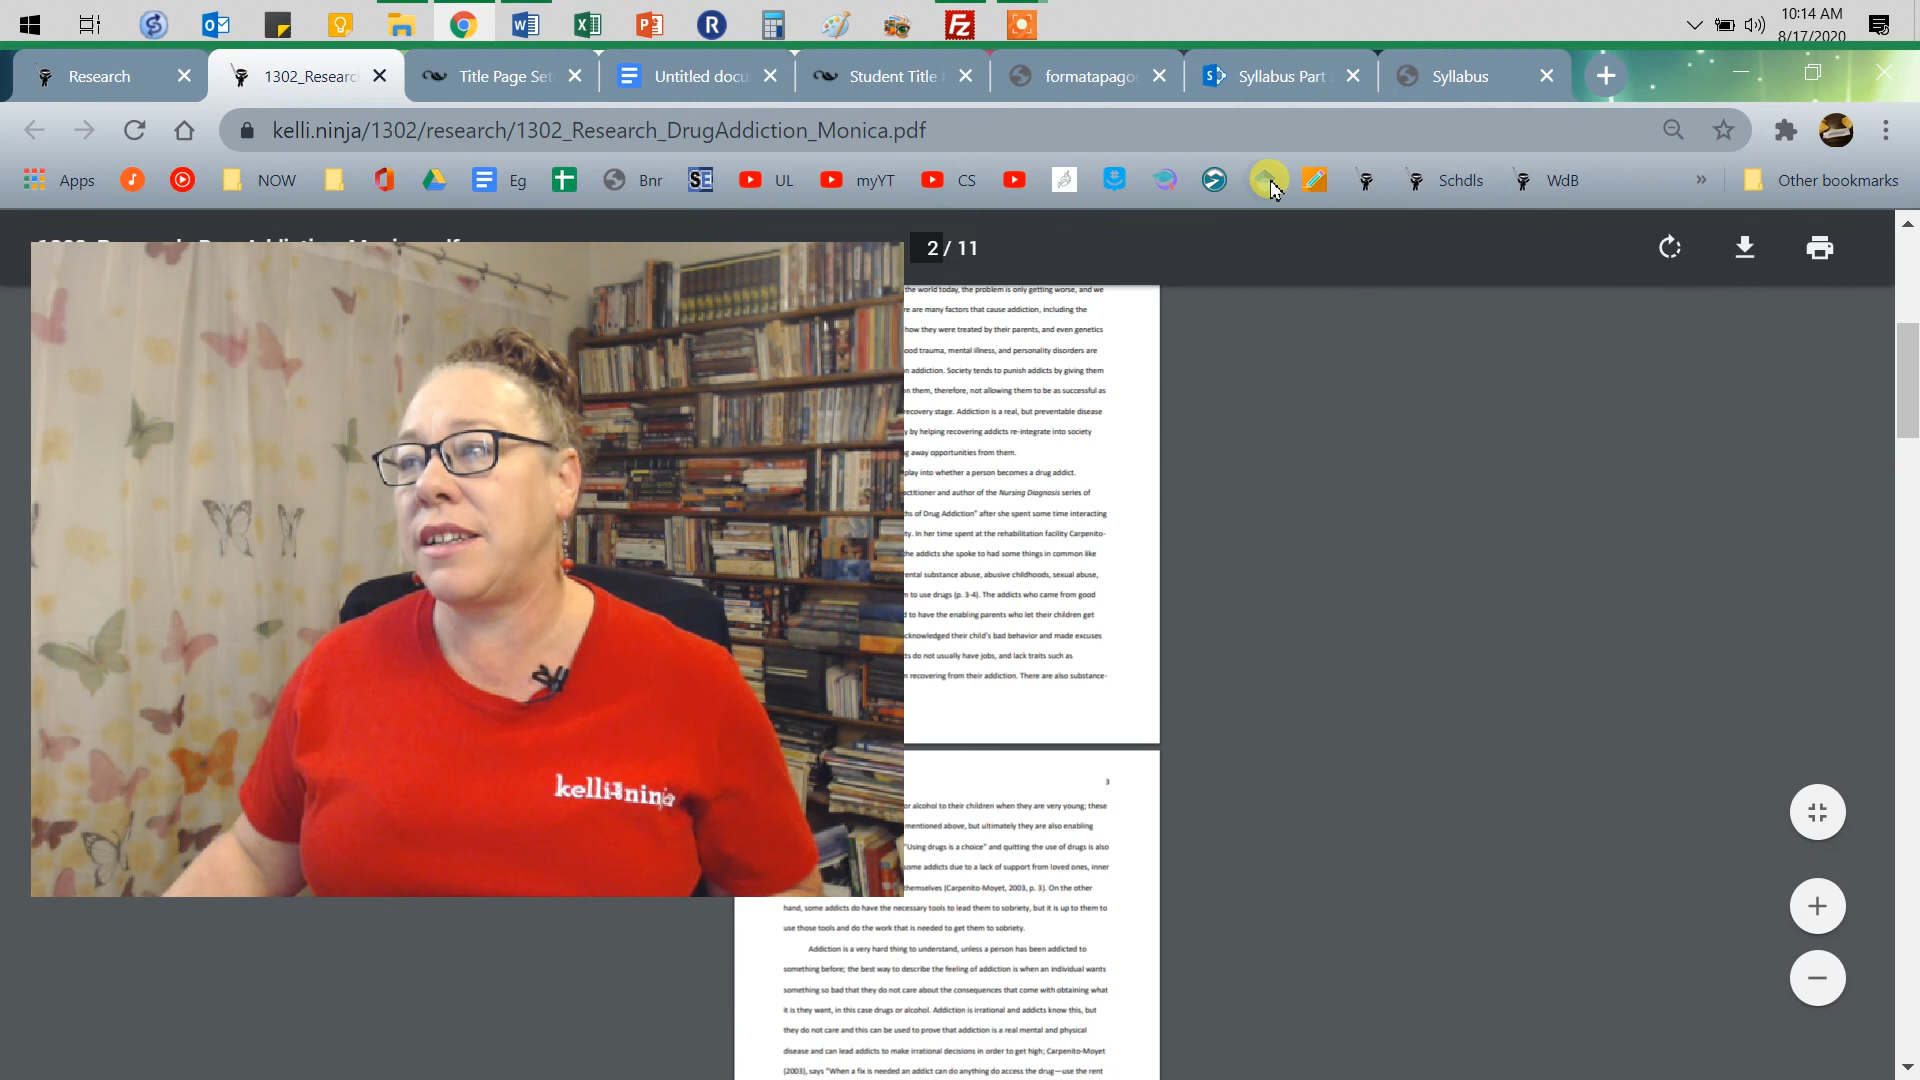 10:14 AM
8/17/2020
Research
1302_Researc
Title Page Set
Untitled docu
Student Title
formatapago
Syllabus Part
Syllabus
kelli.ninja/1302/research/1302_Research_DrugAddiction_Monica.pdf
Apps
NOW
Eg
Bnr
SE
UL
myYT
CS
Schdls
WdB
»
Other bookmarks
2 / 11
the world today, the problem is only getting worse, and we
re are many factors that cause addiction, including the
how they were treated by their parents, and even genetics
ood trauma, mental illness, and personality disorders are
n addiction. Society tends to punish addicts by giving them
on them, therefore, not allowing them to be as successful as
recovery stage. Addiction is a real, but preventable disease
y by helping recovering addicts re-integrate into society
g away opportunities from them.
play into whether a person becomes a drug addict.
actitioner and author of the Nursing Diagnosis series of
hs of Drug Addiction" after she spent some time interacting
ty. In her time spent at the rehabilitation facility Carpenito-
the addicts she spoke to had some things in common like
ental substance abuse, abusive childhoods, sexual abuse,
n to use drugs (p. 3-4). The addicts who came from good
d to have the enabling parents who let their children get
cknowledged their child's bad behavior and made excuses
ts do not usually have jobs, and lack traits such as
n recovering from their addiction. There are also substance-
3
or alcohol to their children when they are very young; these
mentioned above, but ultimately they are also enabling
"Using drugs is a choice" and quitting the use of drugs is also
some addicts due to a lack of support from loved ones, inner
themselves (Carpenito-Moyet, 2003, p. 3). On the other
hand, some addicts do have the necessary tools to lead them to sobriety, but it is up to them to
use those tools and do the work that is needed to get them to sobriety.
Addiction is a very hard thing to understand, unless a person has been addicted to
something before; the best way to describe the feeling of addiction is when an individual wants
something so bad that they do not care about the consequences that come with obtaining what
it is they want, in this case drugs or alcohol. Addiction is irrational and addicts know this, but
they do not care and this can be used to prove that addiction is a real mental and physical
disease and can lead addicts to make irrational decisions in order to get high; Carpenito-Moyet
(2003), says "When a fix is needed an addict can do anything do access the drug—use the rent
kelli ninja